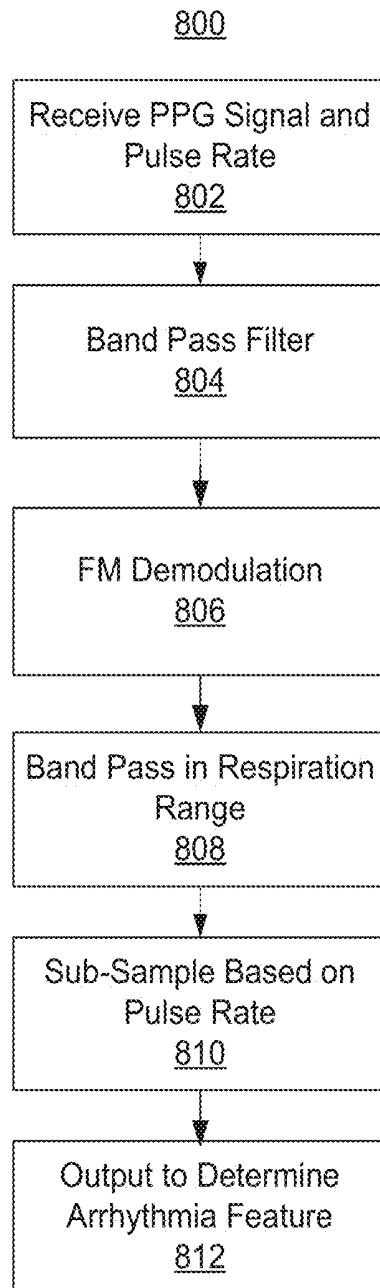 800
Receive PPG Signal and
Pulse Rate
802
Band Pass Filter
804
FM Demodulation
806
Band Pass in Respiration
Range
808
Sub-Sample Based on
Pulse Rate
810
Output to Determine
Arrhythmia Feature
812